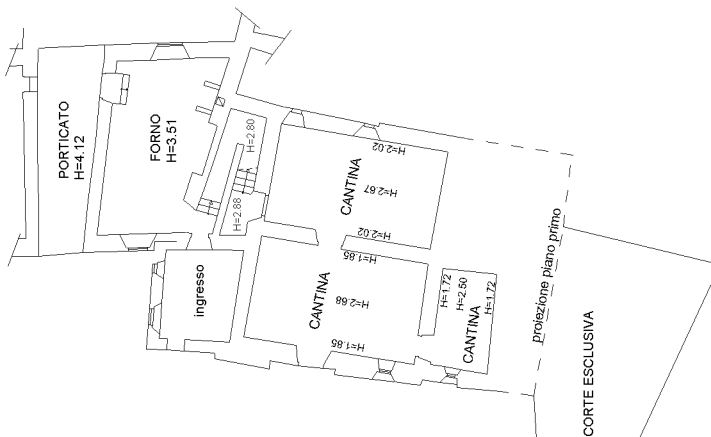 PORTICATO
H=4.12
FORNO
H=3.51
H=2.80
H=2.88
CANTINA
H=2.02
H=2.67
H=2.02
ingresso
CANTINA
H=1.85
H=2.68
H=1.85
CANTINA
H=1.72
H=2.50
H=1.72
proiezione piano primo
CORTE ESCLUSIVA